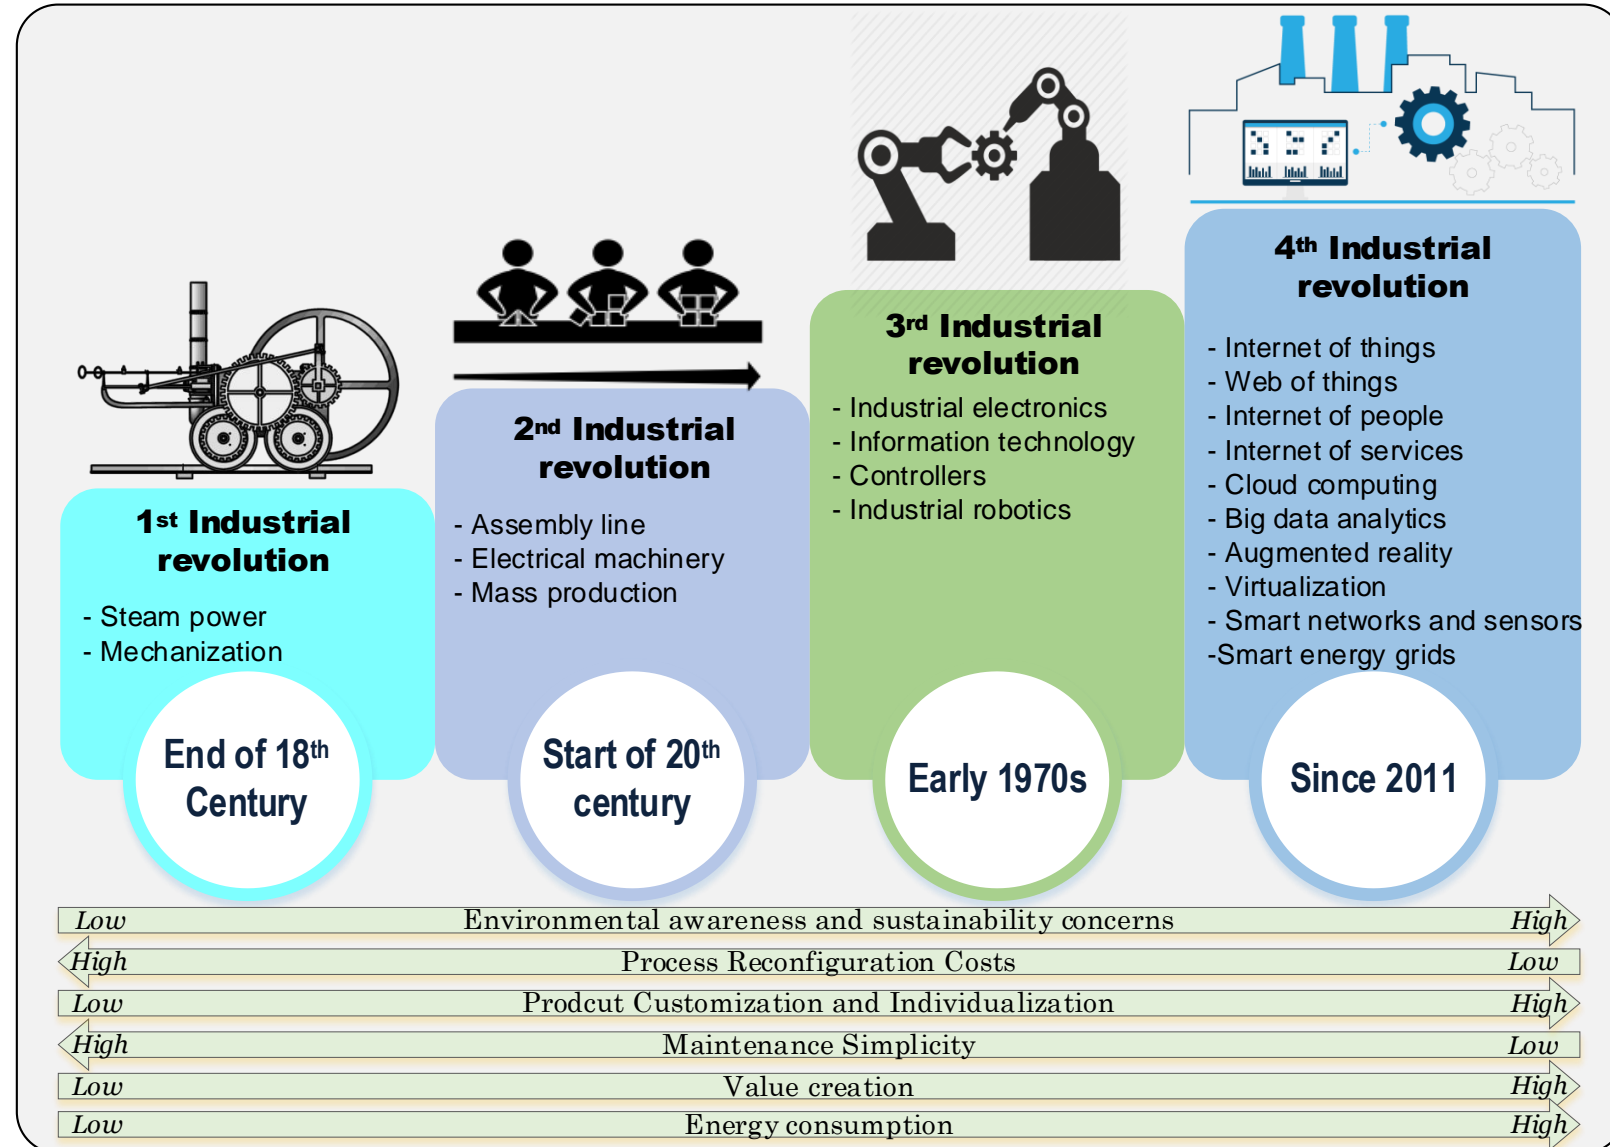 1st Industrial
revolution
- Steam power
- Mechanization
End of 18th
Century
2nd Industrial
revolution
- Assembly line
- Electrical machinery
- Mass production
Start of 20th
century
3rd Industrial
revolution
- Industrial electronics
- Information technology
- Controllers
- Industrial robotics
Early 1970s
4th Industrial
revolution
- Internet of things
- Web of things
- Internet of people
- Internet of services
- Cloud computing
- Big data analytics
- Augmented reality
- Virtualization
- Smart networks and sensors
-Smart energy grids
Since 2011
Low Environmental awareness and sustainability concerns High
High Process Reconfiguration Costs Low
Low Prodcut Customization and Individualization High
High Maintenance Simplicity Low
Low Value creation High
Low Energy consumption High